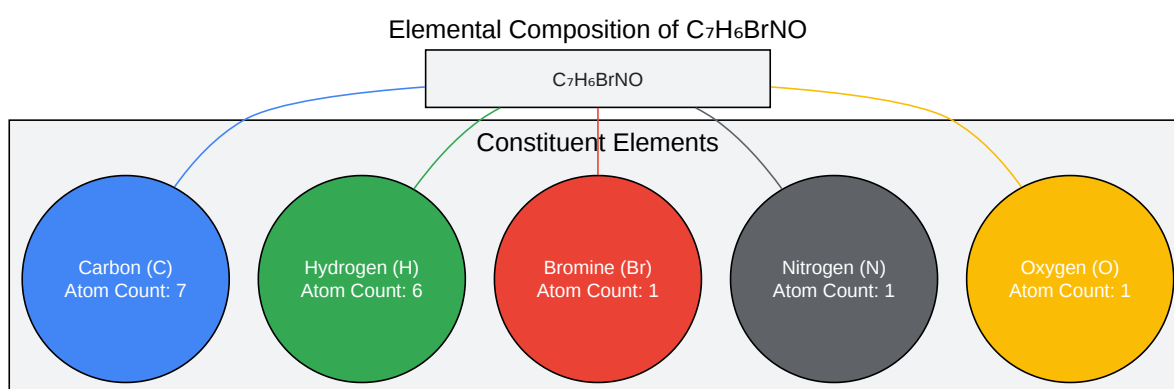 Elemental Composition of C₇H₆BrNO
C₇H₆BrNO
Constituent Elements
Carbon (C)
Atom Count: 7
Hydrogen (H)
Atom Count: 6
Bromine (Br)
Atom Count: 1
Nitrogen (N)
Atom Count: 1
Oxygen (O)
Atom Count: 1